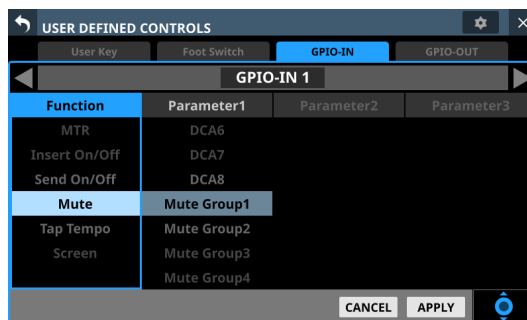 USER DEFINED CONTROLS
User Key Foot Switch GPIO-IN GPIO-OUT
GPIO-IN 1
Function Parameter1 Parameter2 Parameter3
MTR DCA6
Insert On/Off DCA7
Send On/Off DCA8
Mute Mute Group1
Tap Tempo Mute Group2
Screen Mute Group3
Mute Group4
CANCEL APPLY